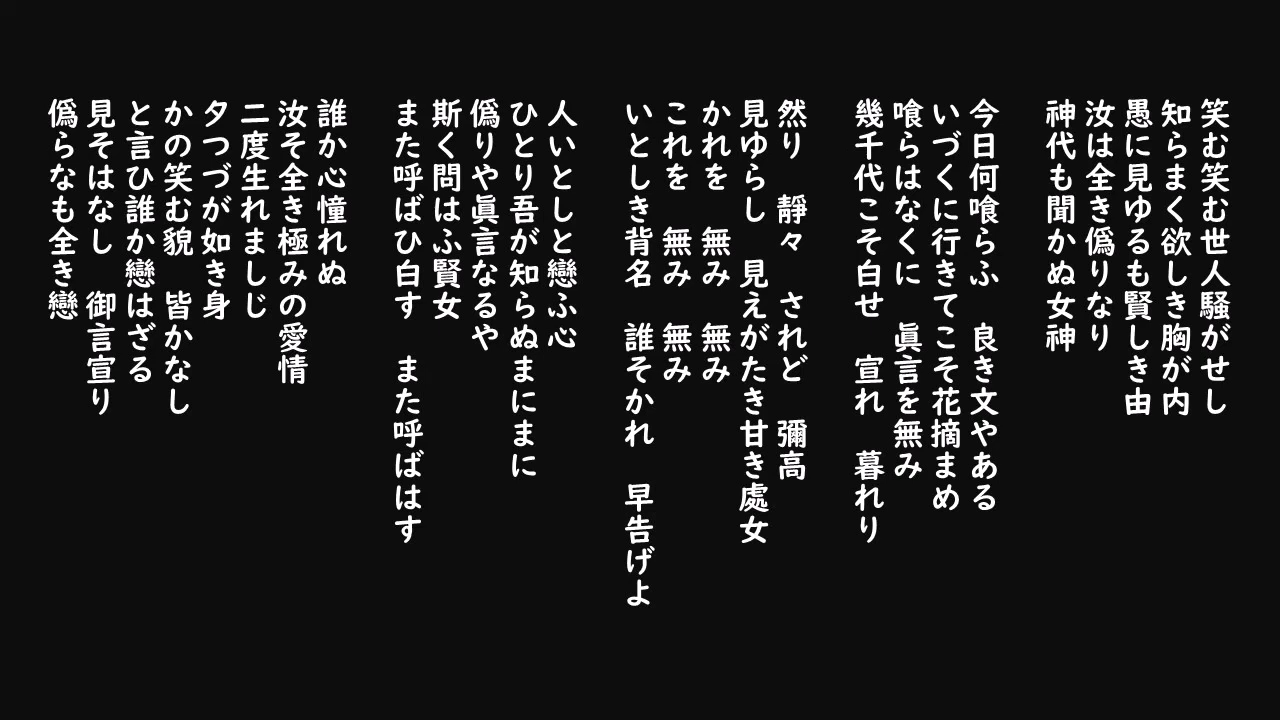 笑む笑む世人騒がせし
知らまく欲しき胸が内
愚に見ゆるも賢しき由
汝は全き偽りなり
神代も聞かぬ女神
今日何喰らふ　良き文やある
いづくに行きてこそ花摘まめ
喰らはなくに　眞言を無み
幾千代こそ白せ　宣れ　暮れり
然り　靜々　されど　彌高
見ゆらし　見えがたき甘き處女
かれを　無み　無み
これを　無み　無み
いとしき背名　誰そかれ　早告げよ
人いとしと戀ふ心
ひとり吾が知らぬまにまに
僞りや眞言なるや
斯く問はふ賢女
また呼ばひ白す　また呼ばはす
誰か心憧れぬ
汝そ全き極みの愛情
二度生れましじ
夕つづが如き身
かの笑む貌　皆かなし
と言ひ誰か戀はざる
見そはなし　御言宣り
僞らなも全き戀